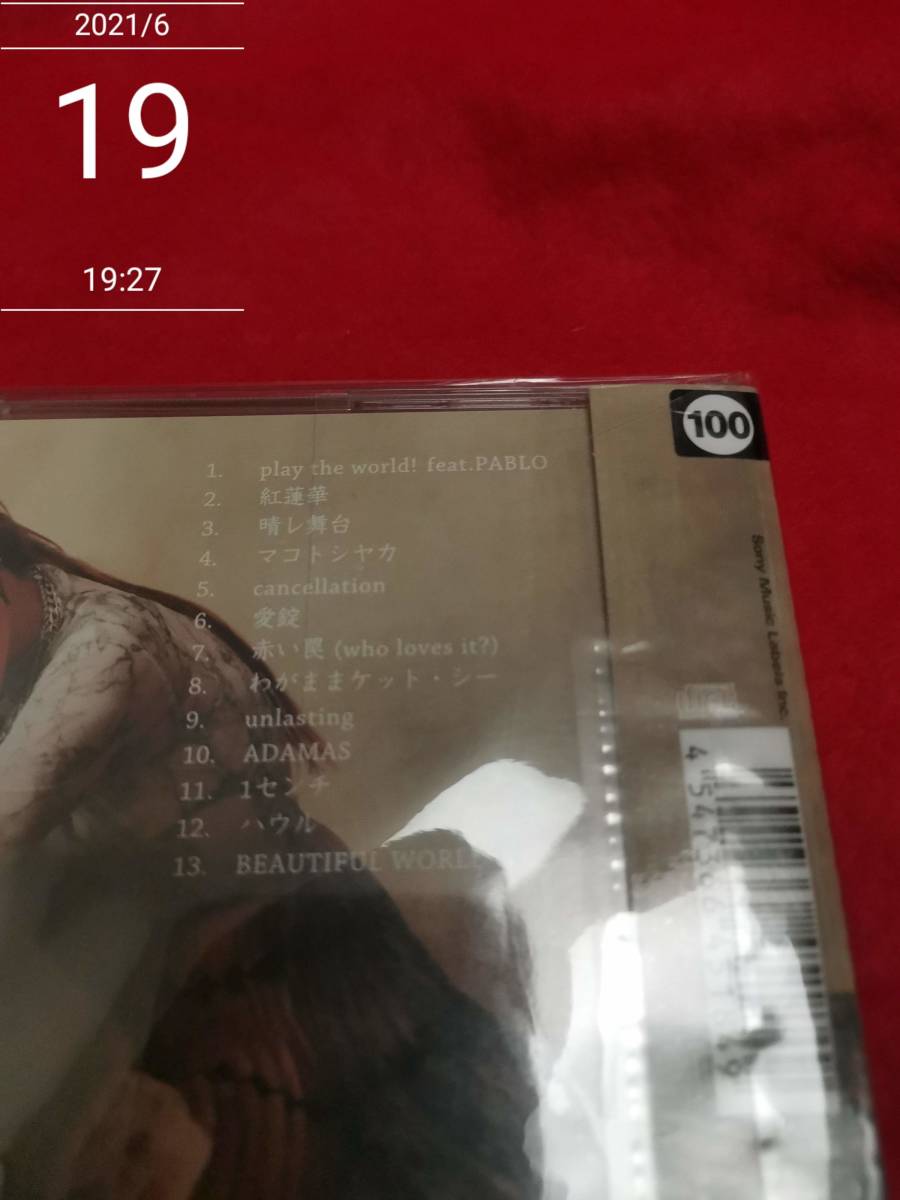 2021/6
19
19:27
100
1. play the world! feat.PABLO
2. 紅蓮華
3. 晴レ舞台
4. マコトシヤカ
5. cancellation
6. 愛錠
7. 赤い罠 (who loves it?)
8. わがままケット・シー
9. unlasting
10. ADAMAS
11. 1センチ
12. ハウル
13. BEAUTIFUL
Sony Music Labels Inc.